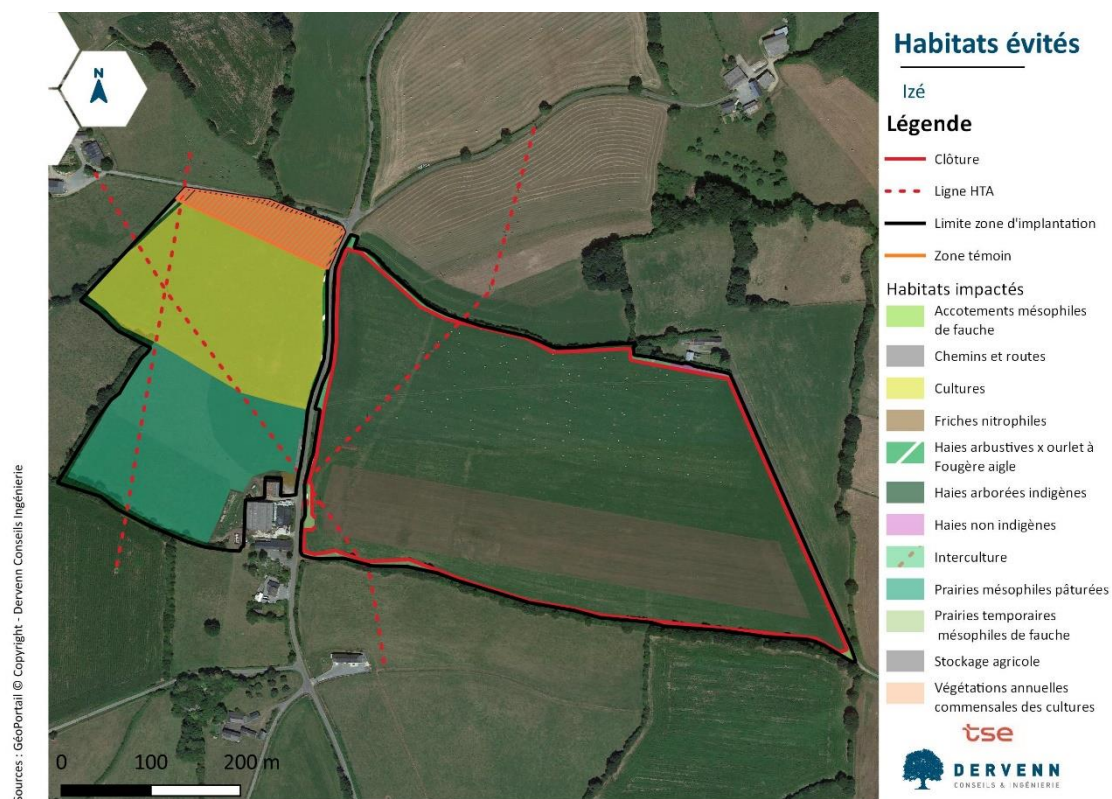 N
Habitats évités
Izé
Légende
Clôture
Ligne HTA
Limite zone d'implantation
Zone témoin
Habitats impactés
Accotements mésophiles
de fauche
Chemins et routes
Cultures
Friches nitrophiles
Haies arbustives x ourlet à
Fougère aigle
Haies arborées indigènes
Haies non indigènes
Interculture
Prairies mésophiles pâturées
Prairies temporaires
mésophiles de fauche
Stockage agricole
Végétations annuelles
commensales des cultures
tse
DERVENN
CONSEILS & INGÉNIERIE
0 100 200 m
Sources : GéoPortail © Copyright - Dervenn Conseils Ingénierie